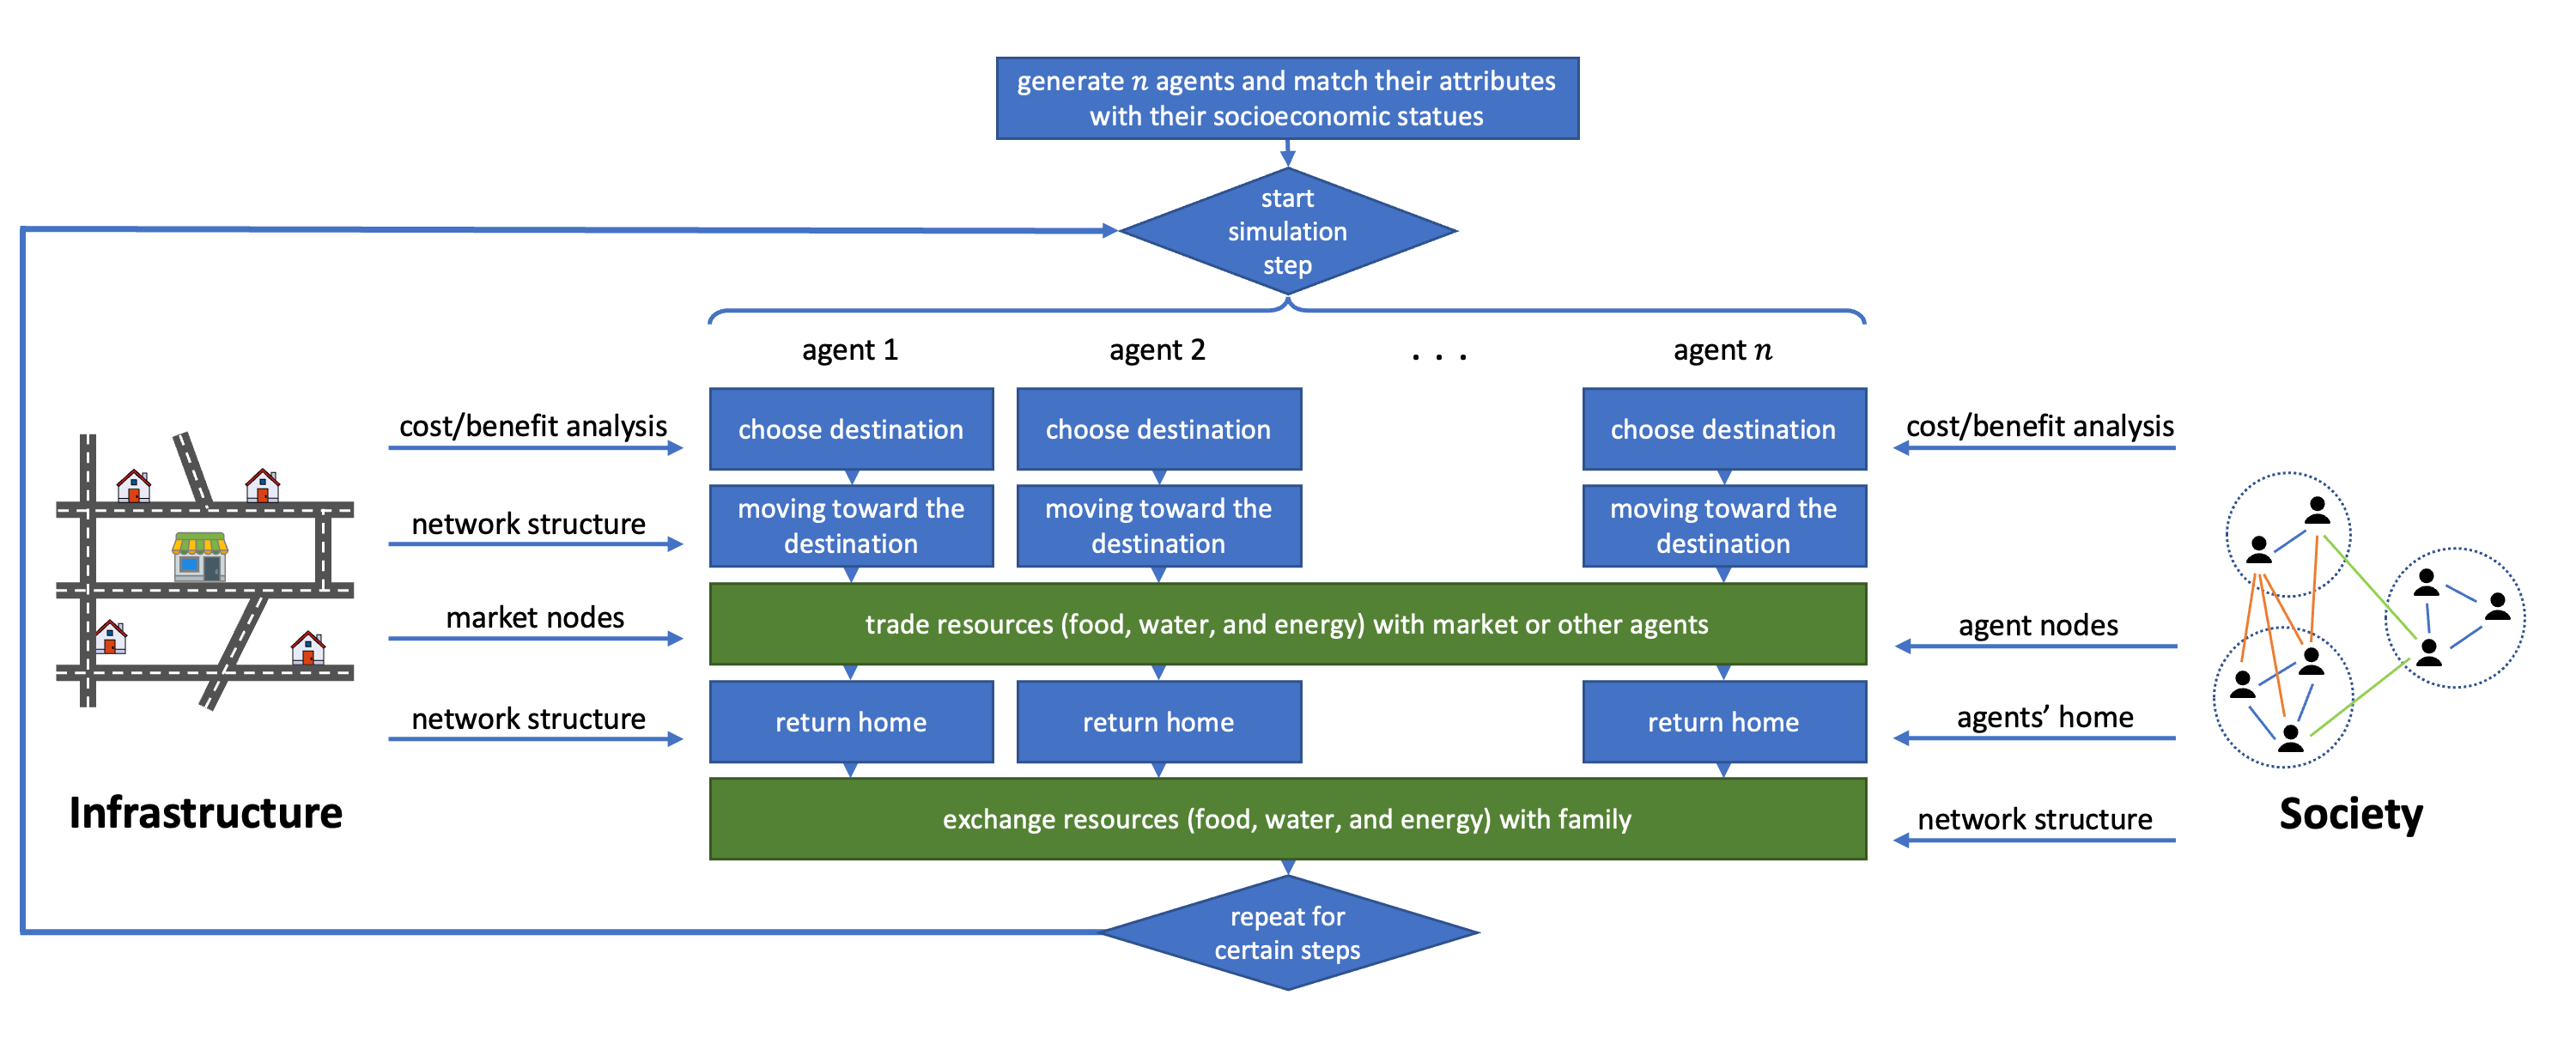 generate n agents and match their attributes
with their socioeconomic statues
start
simulation
step
agent 1
agent 2
. . .
agent n
cost/benefit analysis
choose destination
choose destination
choose destination
cost/benefit analysis
network structure
moving toward the
destination
moving toward the
destination
moving toward the
destination
market nodes
trade resources (food, water, and energy) with market or other agents
agent nodes
network structure
return home
return home
return home
agents’ home
Infrastructure
exchange resources (food, water, and energy) with family
network structure
Society
repeat for
certain steps